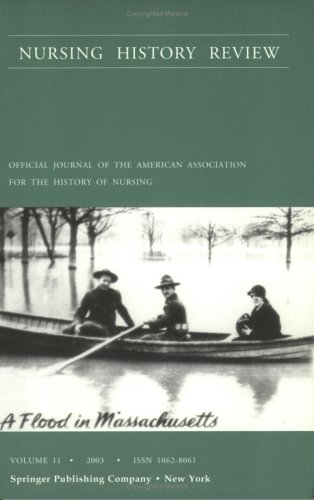 NURSING HISTORY REVIEW
OFFICIAL JOURNAL OF THE AMERICAN ASSOCIATION
FOR THE HISTORY OF NURSING
A Flood in Massachusetts
VOLUME 11 • 2003 • ISSN 1062-8061
Springer Publishing Company • New York